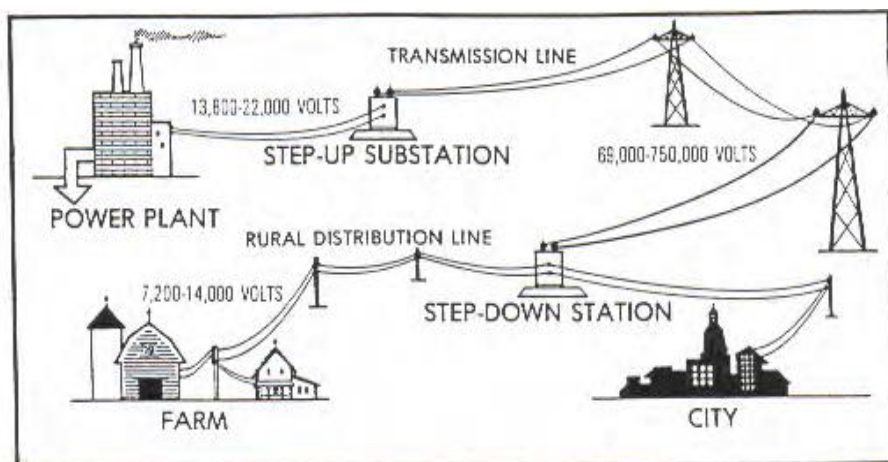 TRANSMISSION LINE
13,800-22,000 VOLTS
STEP-UP SUBSTATION
69,000-750,000 VOLTS
POWER PLANT
RURAL DISTRIBUTION LINE
7,200-14,000 VOLTS
STEP-DOWN STATION
FARM
CITY